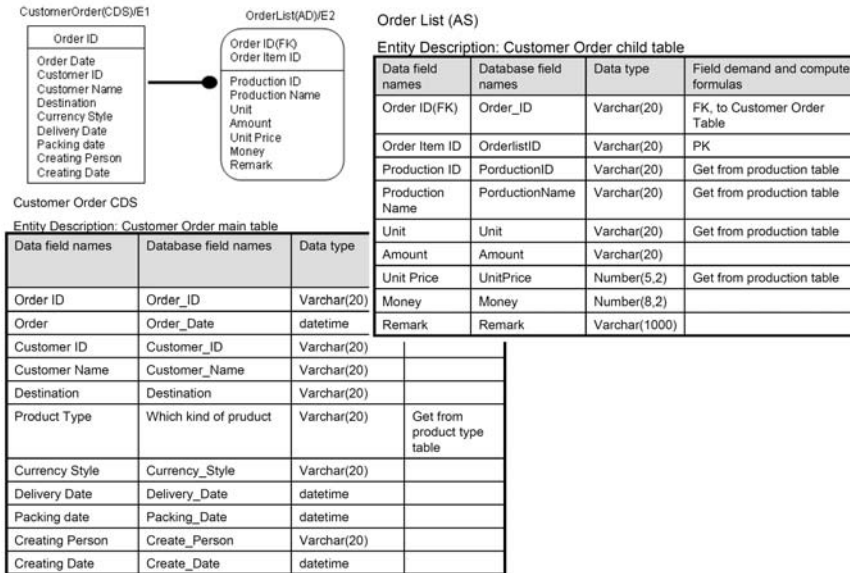 CustomerOrder(CDS)/E1
Order ID
Order Date
Customer ID
Customer Name
Destination
Currency Style
Delivery Date
Packing date
Creating Person
Creating Date
OrderList(AD)/E2
Order ID(FK)
Order Item ID
Production ID
Production Name
Unit
Amount
Unit Price
Money
Remark
Order List (AS)
Entity Description: Customer Order child table
Data field names Database field names Data type Field demand and compute formulas
Order ID(FK) Order_ID Varchar(20) FK, to Customer Order Table
Order Item ID OrderlistID Varchar(20) PK
Production ID PorductionID Varchar(20) Get from production table
Production Name PorductionName Varchar(20) Get from production table
Unit Unit Varchar(20) Get from production table
Amount Amount Varchar(20)
Unit Price UnitPrice Number(5,2) Get from production table
Money Money Number(8,2)
Remark Remark Varchar(1000)
Customer Order CDS
Entity Description: Customer Order main table
Data field names Database field names Data type
Order ID Order_ID Varchar(20)
Order Order_Date datetime
Customer ID Customer_ID Varchar(20)
Customer Name Customer_Name Varchar(20)
Destination Destination Varchar(20)
Product Type Which kind of pruduct Varchar(20) Get from product type table
Currency Style Currency_Style Varchar(20)
Delivery Date Delivery_Date datetime
Packing date Packing_Date datetime
Creating Person Create_Person Varchar(20)
Creating Date Create_Date datetime